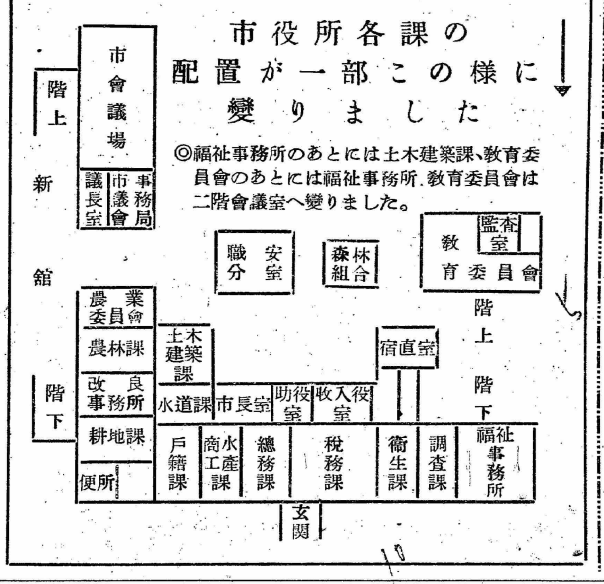 市役所各課の
配置が一部この様に
變りました
◎福祉事務所のあとには土木建築課、教育委
員會のあとには福祉事務所、教育委員會は
二階會議室へ變りました。
階上
市會議場
新
舘
議長室
市議會
事務局
職安
分室
森林
組合
監査
室
教
育委員會
階上
農業
委員會
農林課
改良
事務所
耕地課
便所
階下
土木
建築
課
水道課
市長室
助役
室
收入役
室
宿直室
階下
戶籍課
商工
水產
課
總務課
稅務課
衞生課
調査課
福祉
事務所
玄関
10